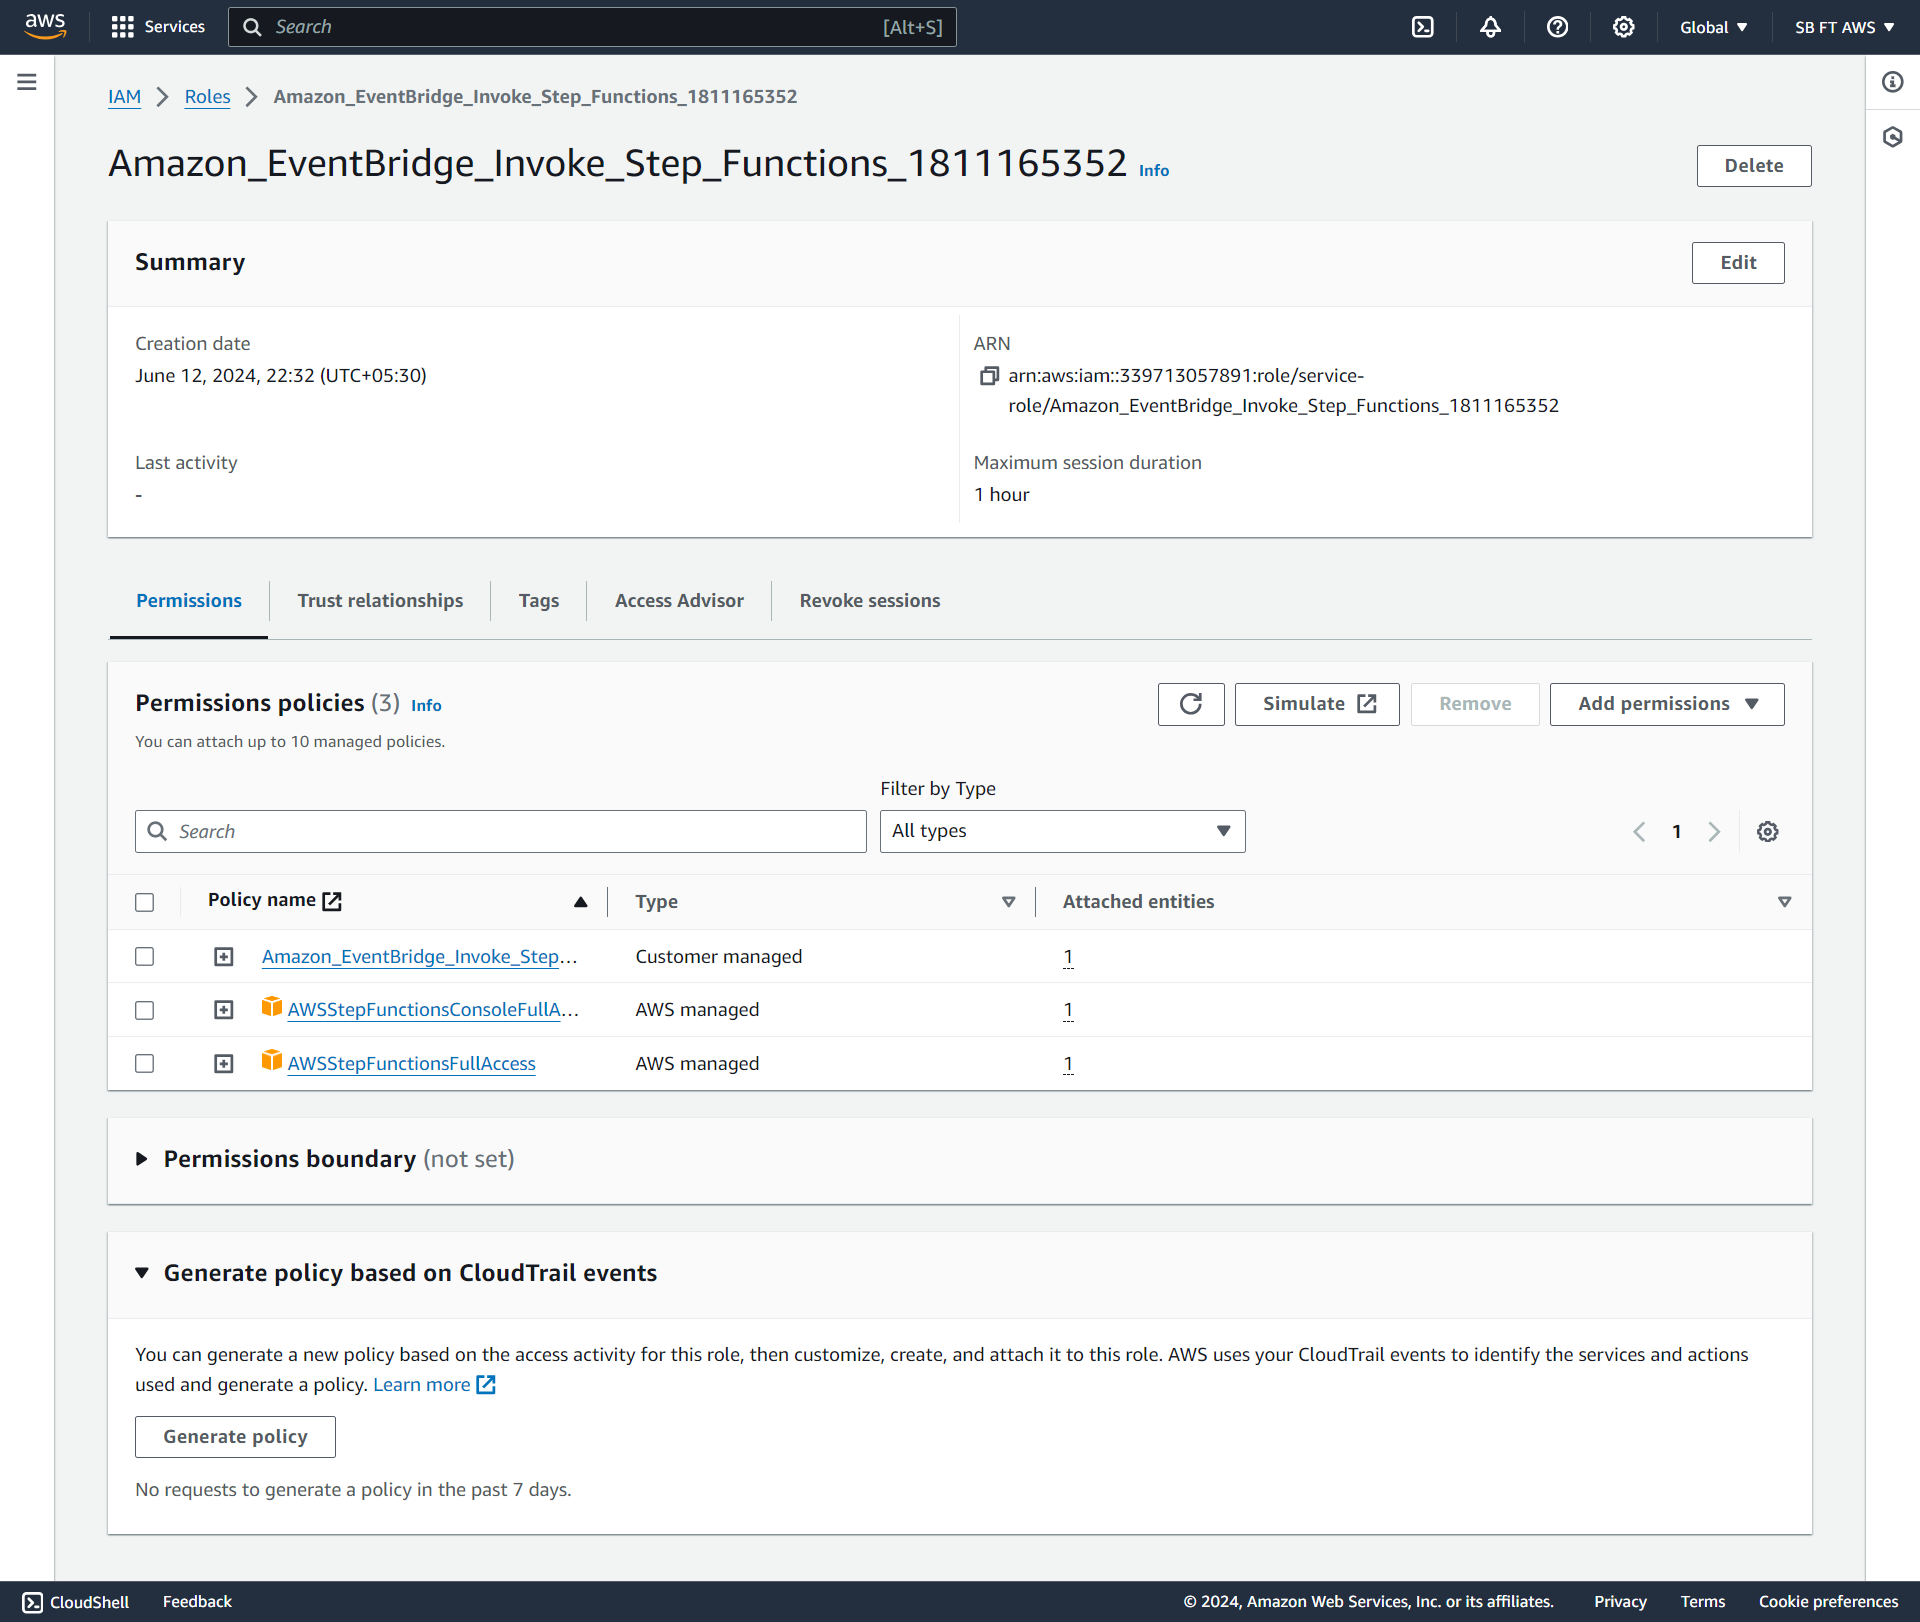 aws
Services
Search
[Alt+S]
Global
SB FT AWS
IAM
Roles
Amazon_EventBridge_Invoke_Step_Functions_1811165352
Amazon_EventBridge_Invoke_Step_Functions_1811165352 Info
Delete
Summary
Edit
Creation date
June 12, 2024, 22:32 (UTC+05:30)
ARN
arn:aws:iam::339713057891:role/service-
role/Amazon_EventBridge_Invoke_Step_Functions_1811165352
Last activity
-
Maximum session duration
1 hour
Permissions
Trust relationships
Tags
Access Advisor
Revoke sessions
Permissions policies (3) Info
Simulate
Remove
Add permissions
You can attach up to 10 managed policies.
Filter by Type
Search
All types
1
Policy name
Type
Attached entities
Amazon_EventBridge_Invoke_Step...
Customer managed
1
AWSStepFunctionsConsoleFullA...
AWS managed
1
AWSStepFunctionsFullAccess
AWS managed
1
Permissions boundary (not set)
Generate policy based on CloudTrail events
You can generate a new policy based on the access activity for this role, then customize, create, and attach it to this role. AWS uses your CloudTrail events to identify the services and actions
used and generate a policy. Learn more
Generate policy
No requests to generate a policy in the past 7 days.
CloudShell
Feedback
© 2024, Amazon Web Services, Inc. or its affiliates.
Privacy
Terms
Cookie preferences